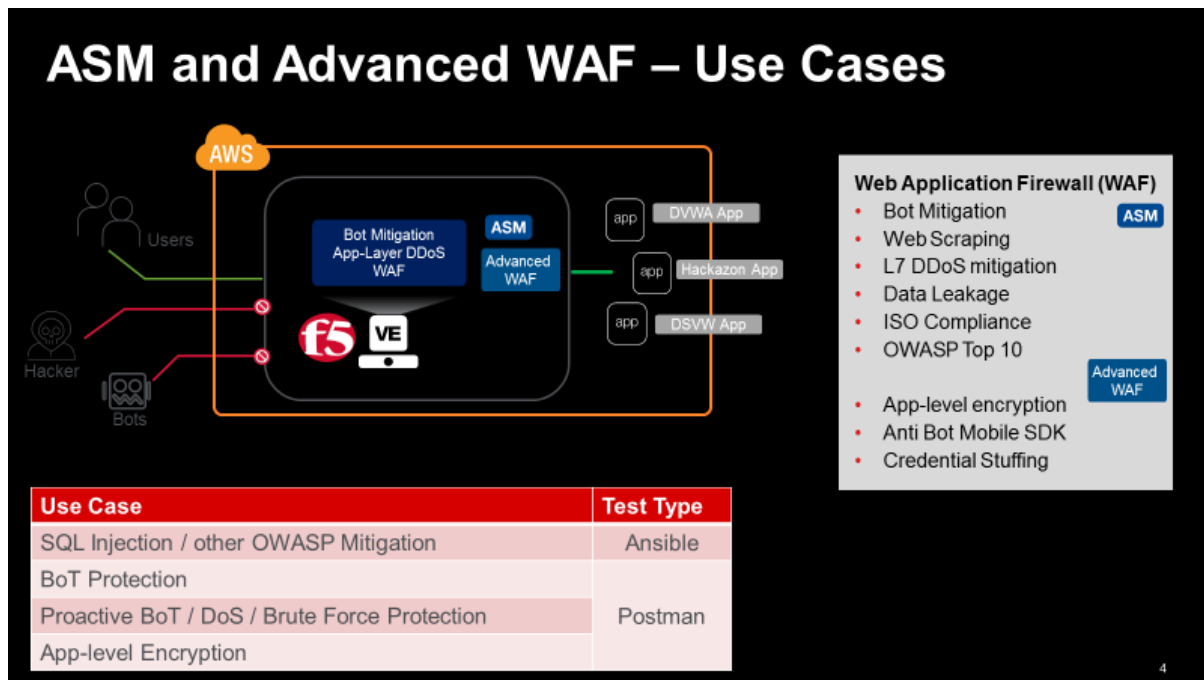 ASM and Advanced WAF – Use Cases
AWS
Users
Hacker
Bots
Bot Mitigation
App-Layer DDoS
WAF
ASM
Advanced
WAF
f5
VE
app
DVWA App
app
Hackazon App
app
DSVW App
Web Application Firewall (WAF)
• Bot Mitigation
ASM
• Web Scraping
• L7 DDoS mitigation
• Data Leakage
• ISO Compliance
• OWASP Top 10
Advanced
WAF
• App-level encryption
• Anti Bot Mobile SDK
• Credential Stuffing
Use Case Test Type
SQL Injection / other OWASP Mitigation Ansible
BoT Protection
Proactive BoT / DoS / Brute Force Protection Postman
App-level Encryption
4